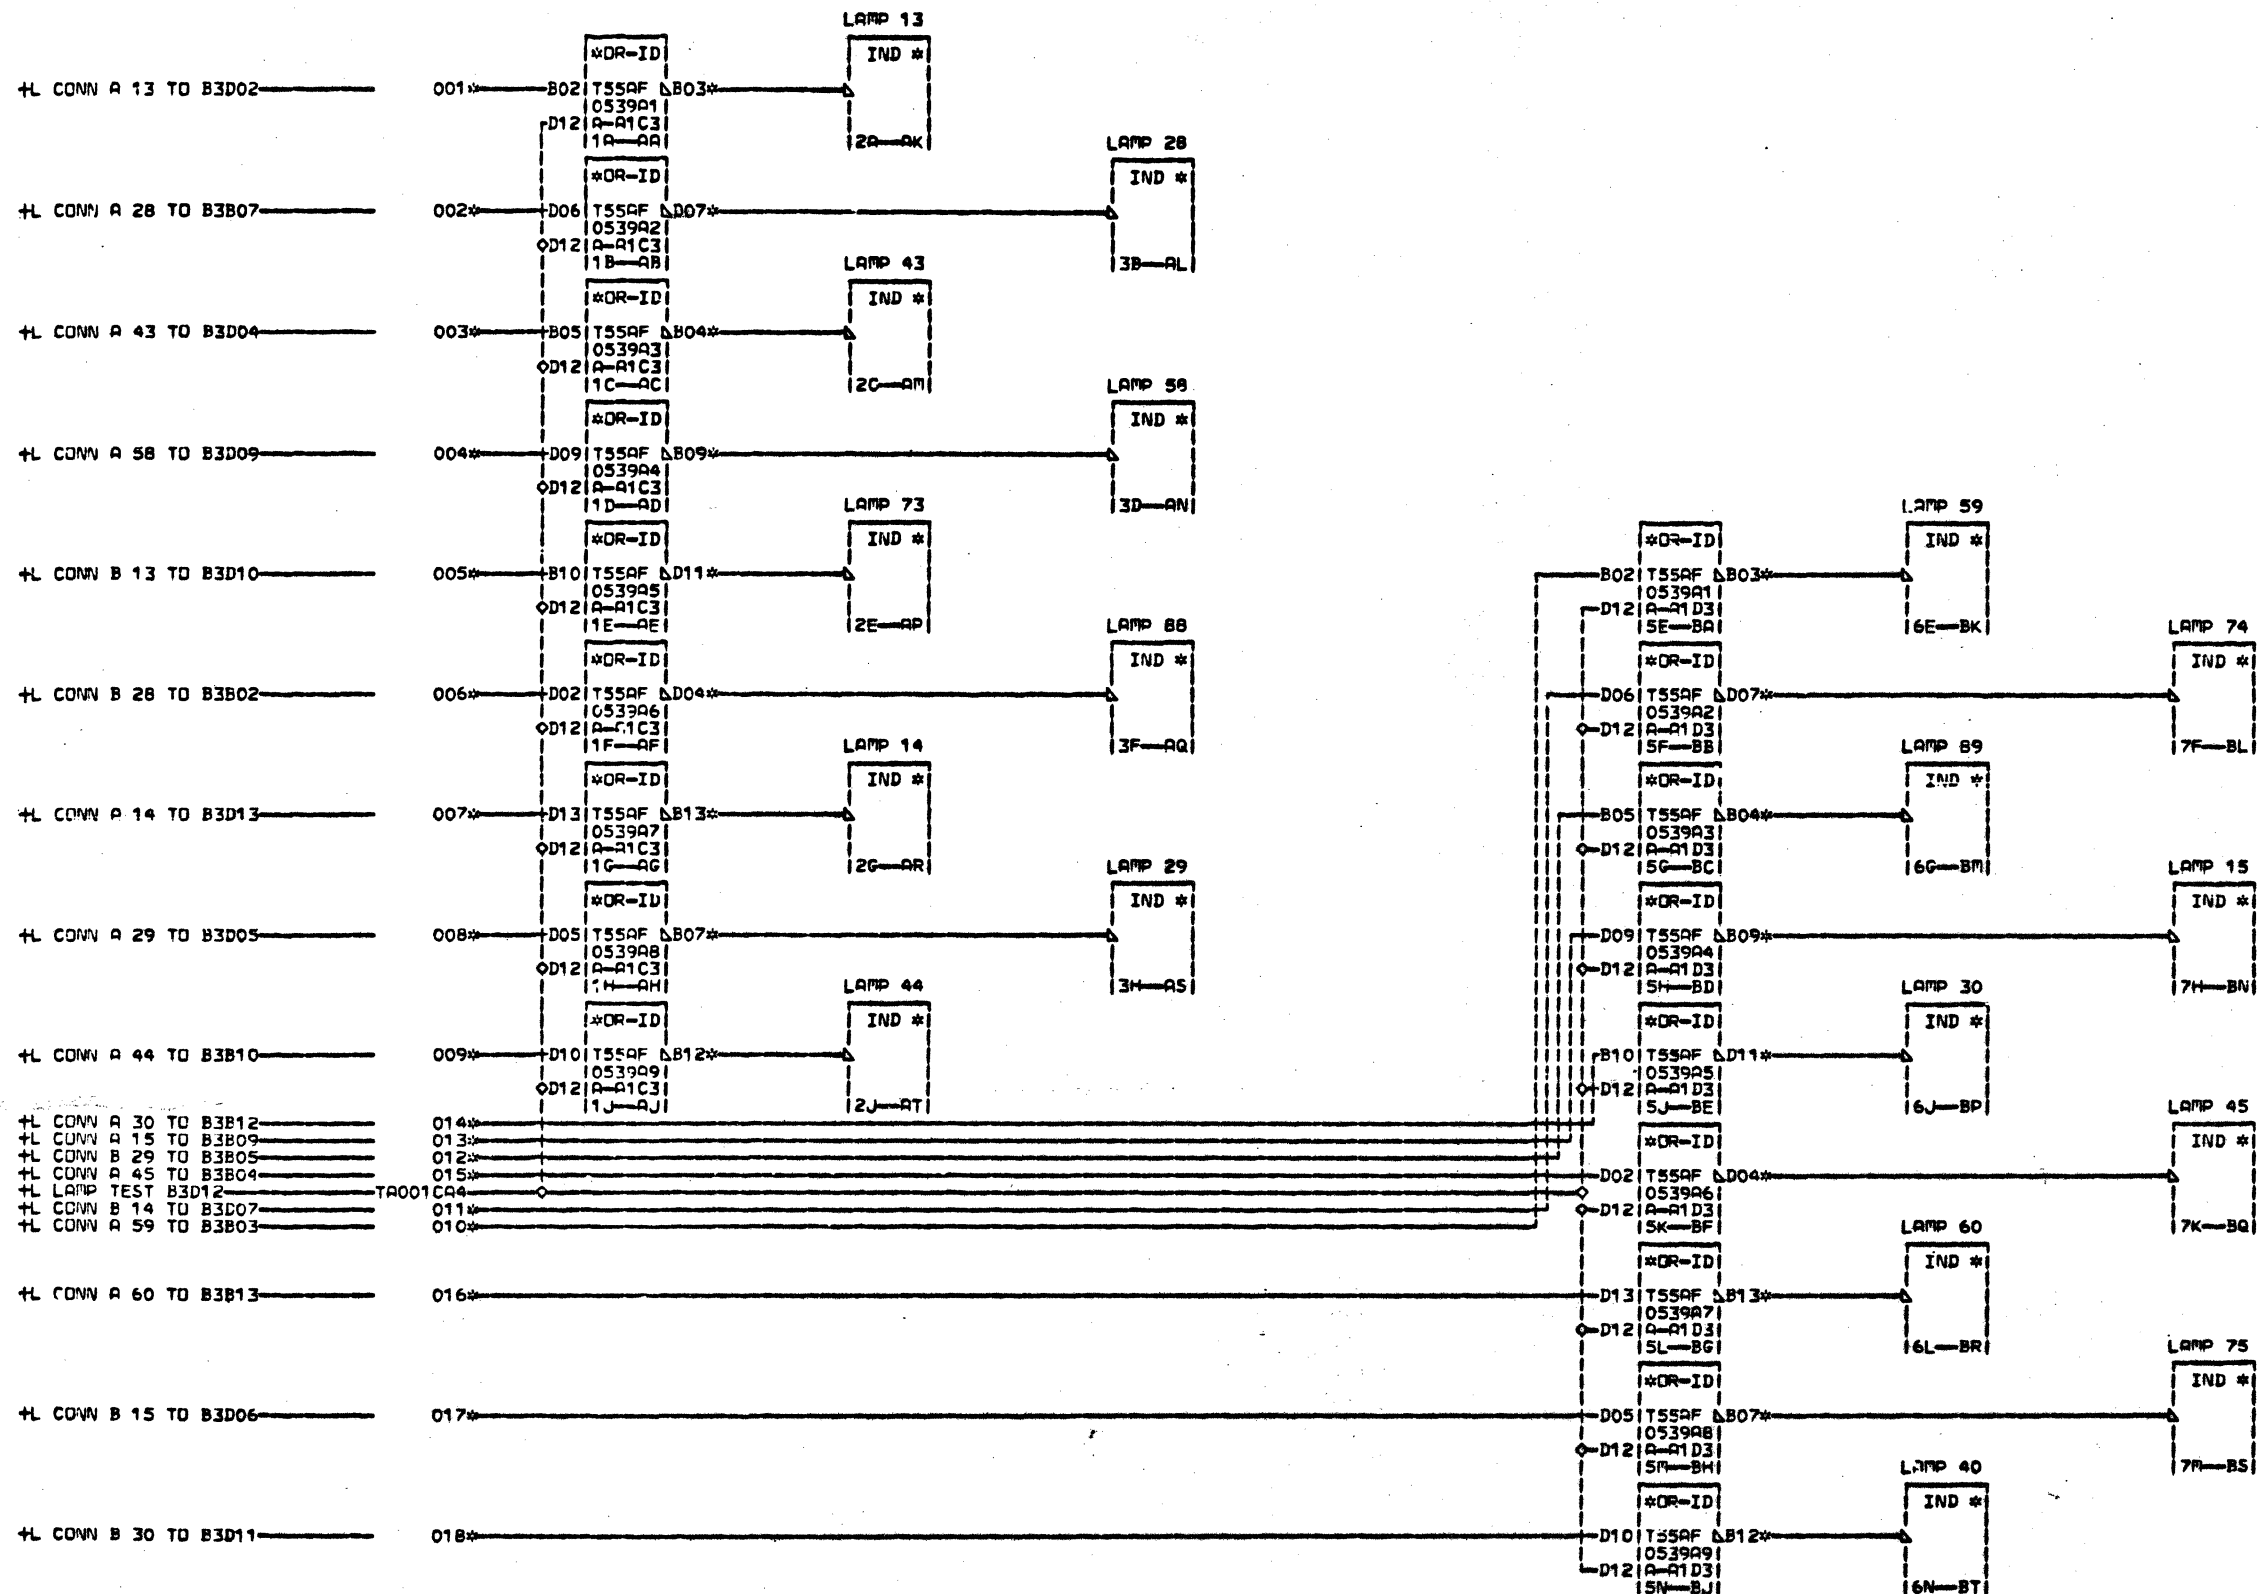 LAMP 13
*OR-ID IND *
+L CONN A 13 TO B3D02 001* B02 T55AF B03*
0539A1
D12 A-A1C3
1A AA 2A AK LAMP 28
*OR-ID IND *
+L CONN A 28 TO B3B07 002* D06 T55AF D07*
0539A2
D12 A-A1C3
1B AB LAMP 43 3B AL
*OR-ID IND *
+L CONN A 43 TO B3D04 003* B05 T55AF B04*
0539A3
D12 A-A1C3
1C AC 2C AM LAMP 58
*OR-ID IND *
+L CONN A 58 TO B3D09 004* D09 T55AF B09*
0539A4
D12 A-A1C3
1D AD LAMP 73 3D AN LAMP 59
*OR-ID IND * *OR-ID IND *
+L CONN B 13 TO B3D10 005* B10 T55AF D11* B02 T55AF B03*
0539A5 0539A1
D12 A-A1C3 D12 A-A1D3
1E AE 2E AP LAMP 88 5E BA 6E BK LAMP 74
*OR-ID IND * *OR-ID IND *
+L CONN B 28 TO B3B02 006* D02 T55AF D04* D06 T55AF D07*
0539A6 0539A2
D12 A-A1C3 D12 A-A1D3
1F AF LAMP 14 3F AQ 5F BB LAMP 89 7F BL
*OR-ID IND * *OR-ID IND *
+L CONN A 14 TO B3D13 007* D13 T55AF B13* B05 T55AF B04*
0539A7 0539A3
D12 A-A1C3 D12 A-A1D3
1G AG 2G AR LAMP 29 5G BC 6G BM LAMP 15
*OR-ID IND * *OR-ID IND *
+L CONN A 29 TO B3D05 008* D05 T55AF B07* D09 T55AF B09*
0539A8 0539A4
D12 A-A1C3 D12 A-A1D3
1H AH LAMP 44 3H AS 5H BD LAMP 30 7H BN
*OR-ID IND * *OR-ID IND *
+L CONN A 44 TO B3B10 009* D10 T55AF B12* B10 T55AF D11*
0539A9 0539A5
D12 A-A1C3 D12 A-A1D3
1J AJ 2J AT 5J BE 6J BP LAMP 45
+L CONN A 30 TO B3B12 014*
+L CONN A 15 TO B3B09 013* *OR-ID IND *
+L CONN B 29 TO B3B05 012*
+L CONN A 45 TO B3B04 015* D02 T55AF D04*
+L LAMP TEST B3D12 TA001CA4 0539A6
+L CONN B 14 TO B3D07 011* D12 A-A1D3
+L CONN A 59 TO B3B03 010* 5K BF LAMP 60 7K BQ
*OR-ID IND *
+L CONN A 60 TO B3B13 016* D13 T55AF B13*
0539A7
D12 A-A1D3
5L BG 6L BR LAMP 75
*OR-ID IND *
+L CONN B 15 TO B3D06 017* D05 T55AF B07*
0539A8
D12 A-A1D3
5M BH LAMP 40 7M BS
*OR-ID IND *
+L CONN B 30 TO B3D11 018* D10 T55AF B12*
0539A9
D12 A-A1D3
5N BJ 6N BT